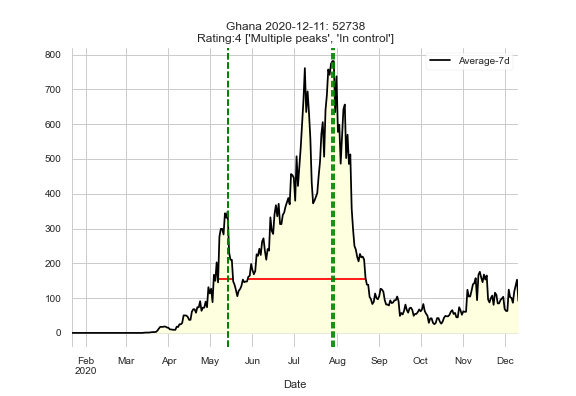 Ghana 2020-12-11: 52738
Rating:4 ['Multiple peaks', 'In control']
Average-7d
800
700
600
500
400
300
200
100
0
Feb Mar Apr May Jun Jul Aug Sep Oct Nov Dec
2020
Date